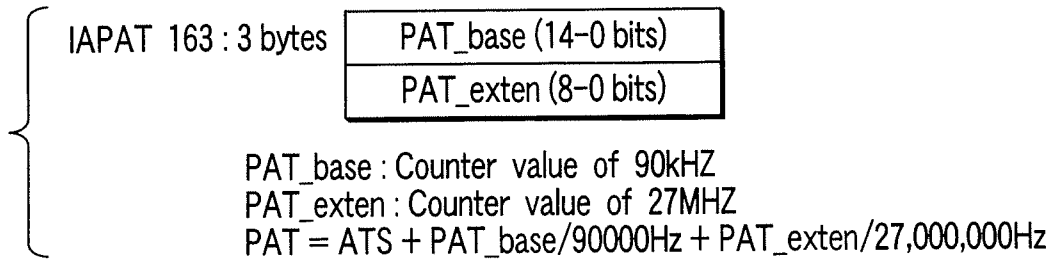 IAPAT 163 : 3 bytes
PAT_base (14-0 bits)
PAT_exten (8-0 bits)
PAT_base : Counter value of 90kHZ
PAT_exten : Counter value of 27MHZ
PAT = ATS + PAT_base/90000Hz + PAT_exten/27,000,000Hz